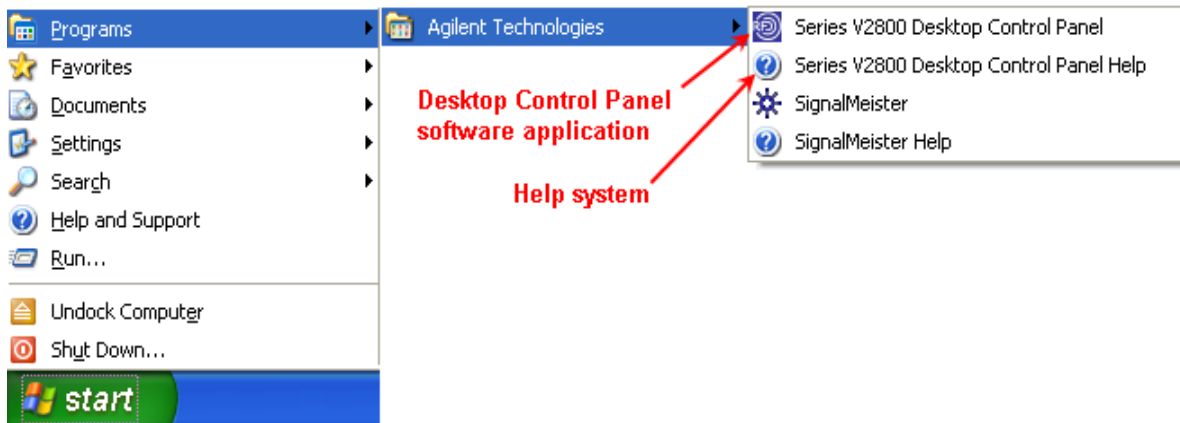 Programs
Favorites
Documents
Settings
Search
Help and Support
Run...
Undock Computer
Shut Down...
start
Agilent Technologies
Desktop Control Panel
software application
Help system
Series V2800 Desktop Control Panel
Series V2800 Desktop Control Panel Help
SignalMeister
SignalMeister Help